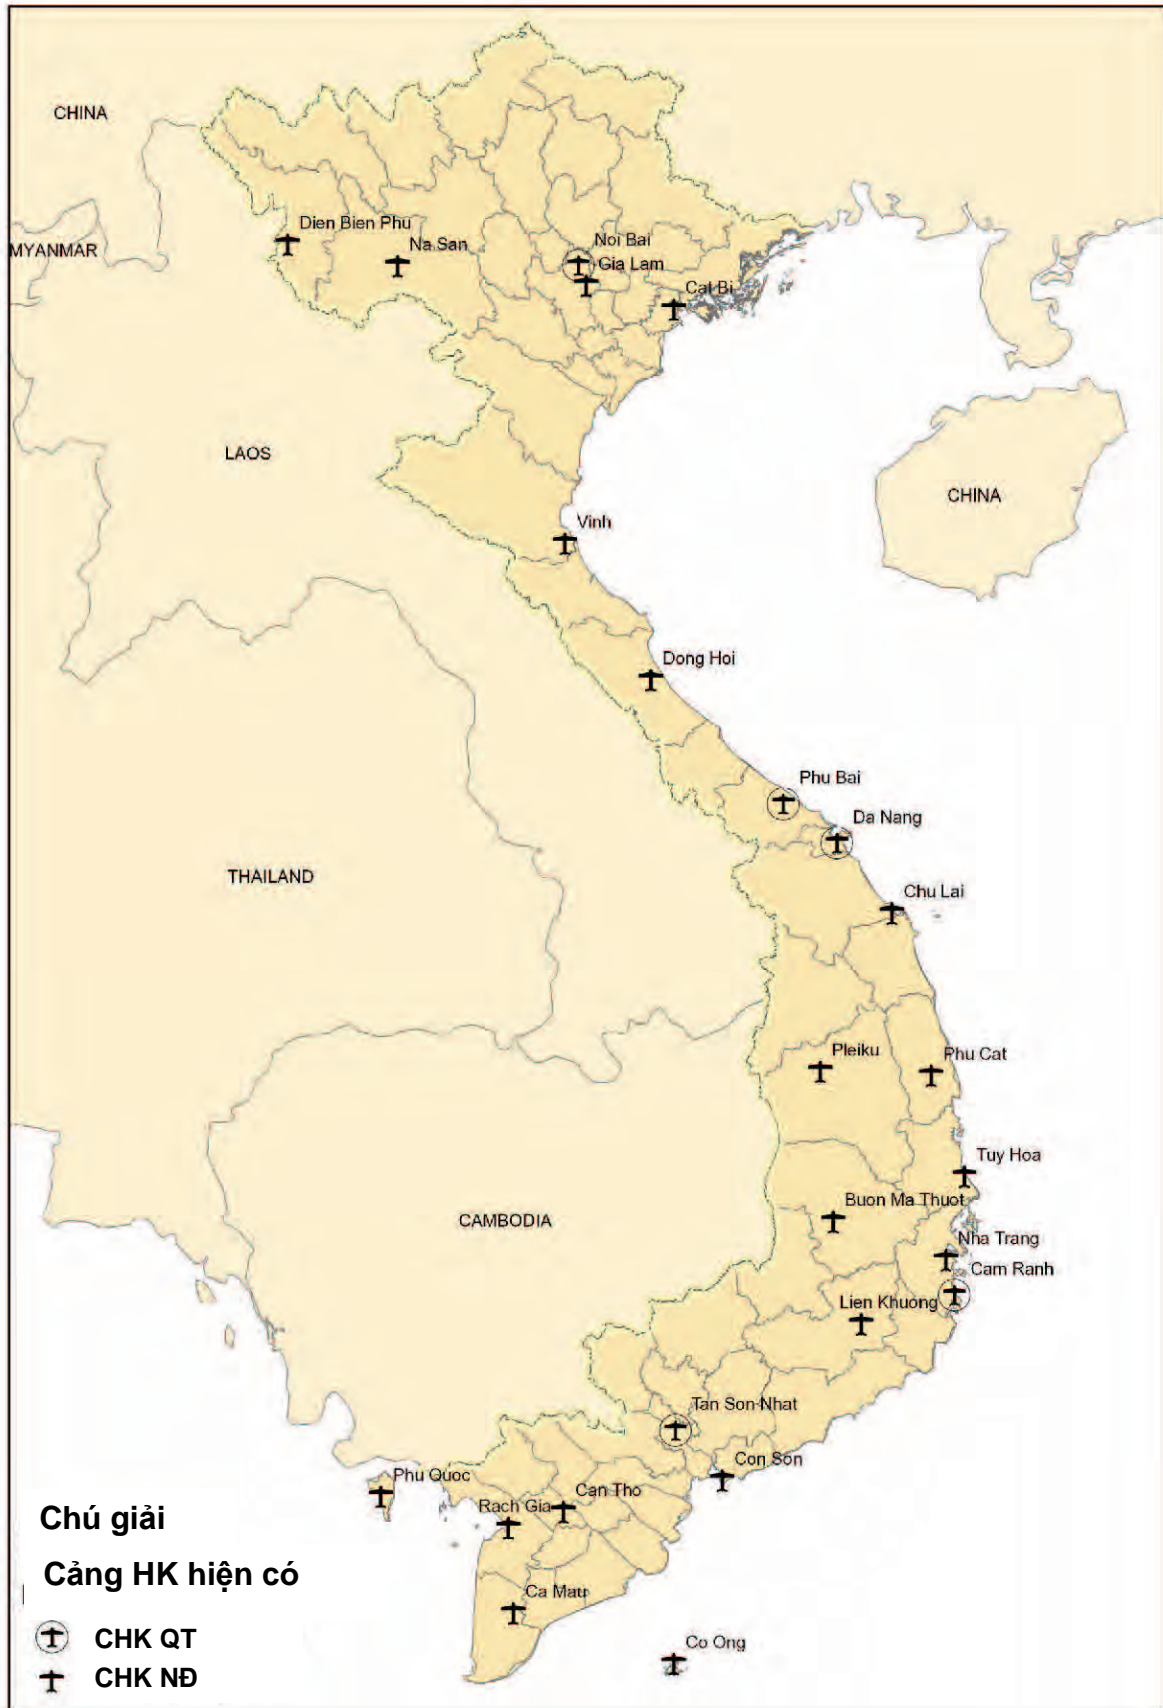 CHINA
MYANMAR
Dien Bien Phu
Na San
Noi Bai
Gia Lam
Cat Bi
LAOS
CHINA
Vinh
Dong Hoi
Phu Bai
Da Nang
THAILAND
Chu Lai
Pleiku
Phu Cat
Tuy Hoa
Buon Ma Thuot
CAMBODIA
Nha Trang
Cam Ranh
Lien Khuong
Tan Son Nhat
Con Son
Phu Quoc
Can Tho
Rach Gia
Ca Mau
Co Ong
Chú giải
Cảng HK hiện có
CHK QT
CHK NĐ